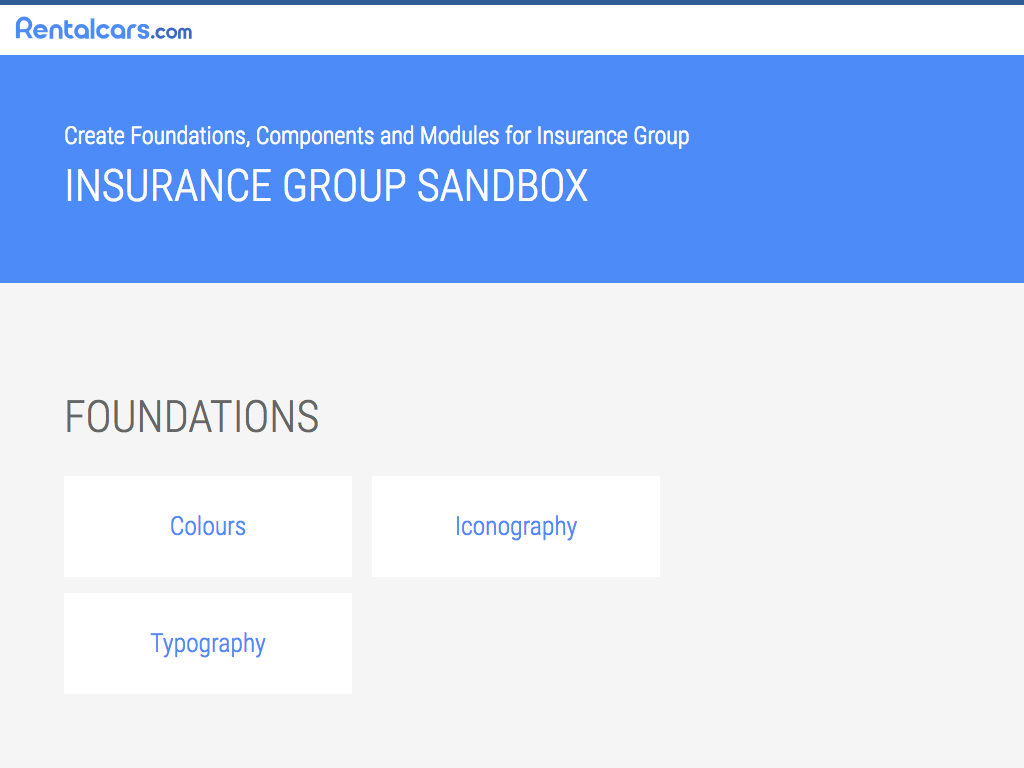 Rentalcars.com
Create Foundations, Components and Modules for Insurance Group
INSURANCE GROUP SANDBOX
FOUNDATIONS
Colours
Iconography
Typography